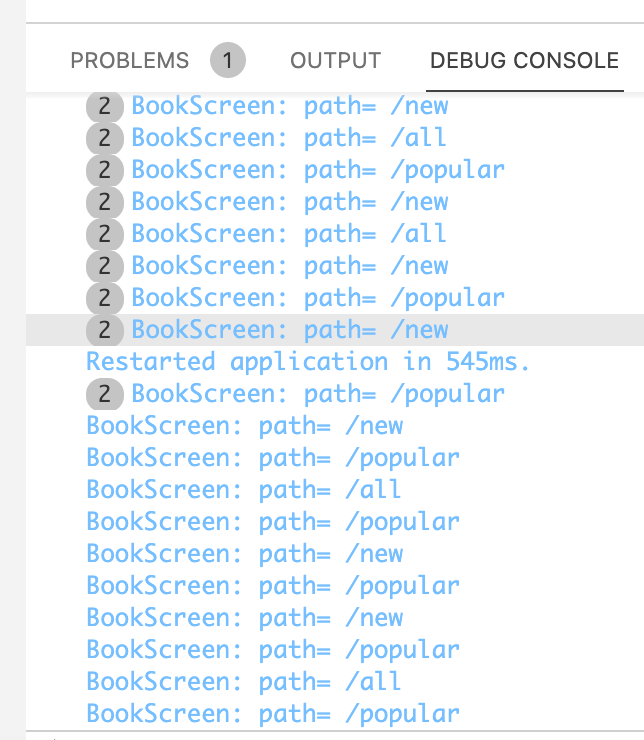 PROBLEMS 1 OUTPUT DEBUG CONSOLE
2 BookScreen: path= /new
2 BookScreen: path= /all
2 BookScreen: path= /popular
2 BookScreen: path= /new
2 BookScreen: path= /all
2 BookScreen: path= /new
2 BookScreen: path= /popular
2 BookScreen: path= /new
Restarted application in 545ms.
2 BookScreen: path= /popular
BookScreen: path= /new
BookScreen: path= /popular
BookScreen: path= /all
BookScreen: path= /popular
BookScreen: path= /new
BookScreen: path= /popular
BookScreen: path= /new
BookScreen: path= /popular
BookScreen: path= /all
BookScreen: path= /popular